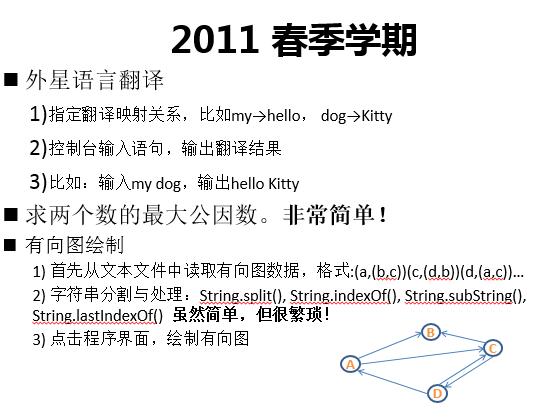 2011 春季学期
■ 外星语言翻译
1)指定翻译映射关系，比如my→hello， dog→Kitty
2)控制台输入语句，输出翻译结果
3)比如：输入my dog，输出hello Kitty
■ 求两个数的最大公因数。非常简单！
■ 有向图绘制
1) 首先从文本文件中读取有向图数据，格式:(a,(b,c))(c,(d,b))(d,(a,c))...
2) 字符串分割与处理：String.split(), String.indexOf(), String.subString(),
String.lastIndexOf() 虽然简单，但很繁琐！
3) 点击程序界面，绘制有向图
B
C
A
D